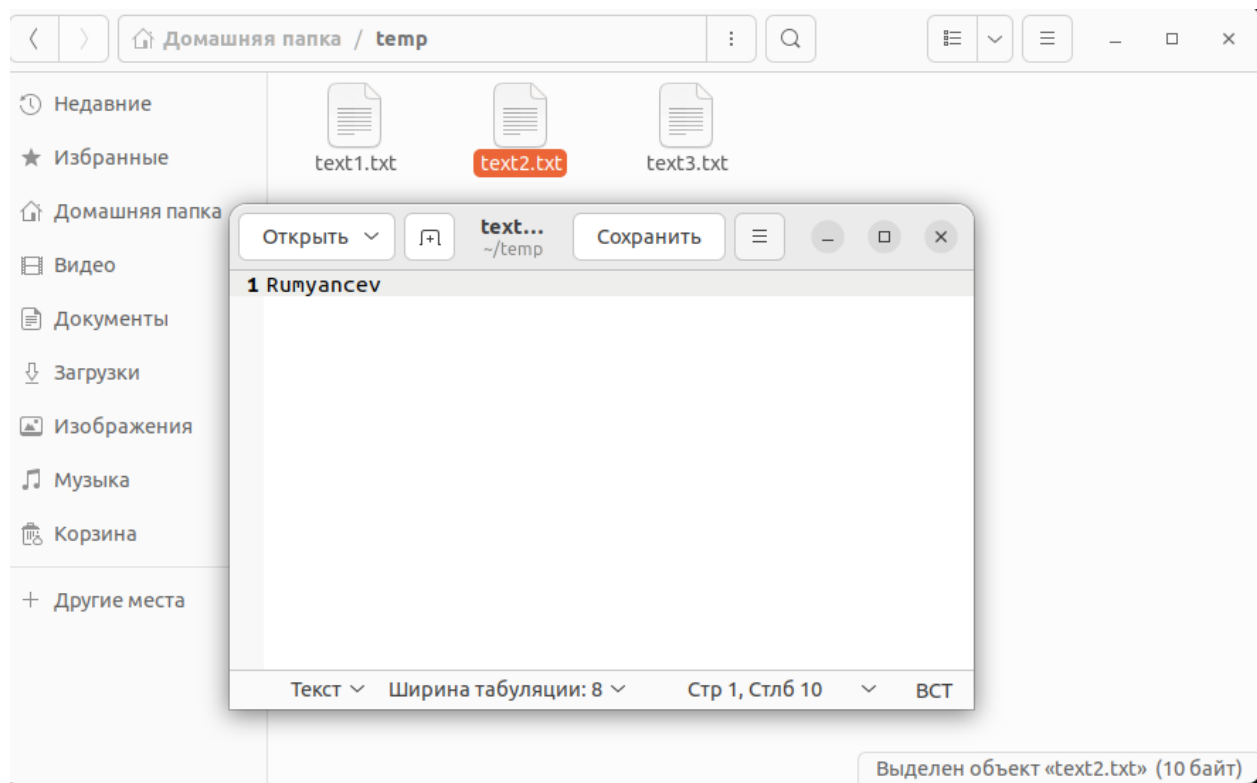 Домашняя папка / temp
Недавние
Избранные
Домашняя папка
Видео
Документы
Загрузки
Изображения
Музыка
Корзина
Другие места
text1.txt text2.txt text3.txt
Открыть text... Сохранить
~/temp
1 Rumyancev
Текст Ширина табуляции: 8 Стр 1, Стлб 10 ВСТ
Выделен объект «text2.txt» (10 байт)